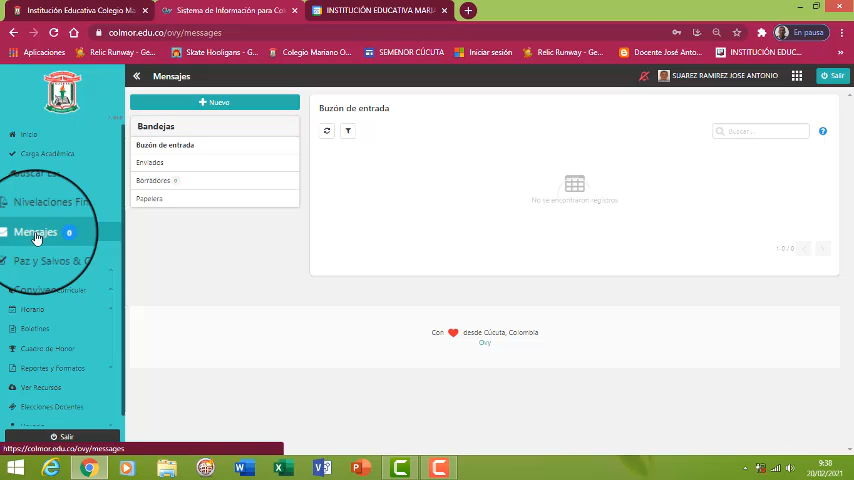 Institución Educativa Colegio M
Sistema de Información para Col
INSTITUCIÓN EDUCATIVA MARIA
colmor.edu.co/ovy/messages
En pausa
Aplicaciones
Relic Runway - Ge...
Skate Hooligans - G...
Colegio Mariano O...
SEMENOR CÚCUTA
Iniciar sesión
Relic Runway - Ge...
Docente José Anto...
INSTITUCIÓN EDUC...
Mensajes
SUAREZ RAMIREZ JOSE ANTONIO
Salir
Inicio
Carga Académica
Nivelaciones Fin
Mensajes 0
Paz y Salvos &
Horario
Boletines
Cuadro de Honor
Reportes y Formatos
Ver Recursos
Elecciones Docentes
Salir
Nuevo
Bandejas
Buzón de entrada
Enviados
Borradores 0
Papelera
Buzón de entrada
Buscar...
No se encontraron registros
1-0 / 0
Con desde Cúcuta, Colombia
Ovy
https://colmor.edu.co/ovy/messages
9:38
20/02/2021